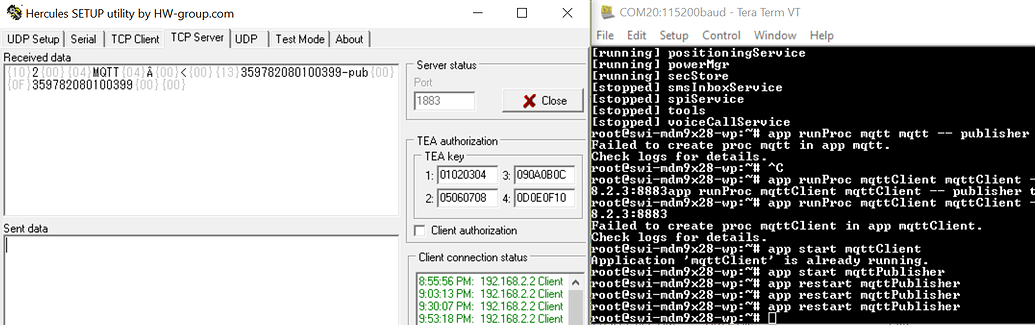 Hercules SETUP utility by HW-group.com
UDP Setup Serial TCP Client TCP Server UDP Test Mode About
Received data
{10}2{00}{04}MQTT{04}Â{00}<{00}{13}359782080100399-pub{00}
{0F}359782080100399{00}{00}
Sent data
Server status
Port
1883
Close
TEA authorization
TEA key
1: 01020304 3: 090A0B0C
2: 05060708 4: 0D0E0F10
Client authorization
Client connection status
8:55:56 PM: 192.168.2.2 Client
9:03:13 PM: 192.168.2.2 Client
9:30:07 PM: 192.168.2.2 Client
9:53:18 PM: 192.168.2.2 Client
COM20:115200baud - Tera Term VT
File Edit Setup Control Window Help
[running] positioningService
[running] powerMgr
[running] secStore
[stopped] smsInboxService
[stopped] spiService
[stopped] tools
[stopped] voiceCallService
root@swi-mdm9x28-wp:~# app runProc mqtt mqtt -- publisher
Failed to create proc mqtt in app mqtt.
Check logs for details.
root@swi-mdm9x28-wp:~# ^C
root@swi-mdm9x28-wp:~# app runProc mqttClient mqttClient -
8.2.3:8883app runProc mqttClient mqttClient -- publisher t
root@swi-mdm9x28-wp:~# app runProc mqttClient mqttClient -
8.2.3:8883
Failed to create proc mqttClient in app mqttClient.
Check logs for details.
root@swi-mdm9x28-wp:~# app start mqttClient
Application 'mqttClient' is already running.
root@swi-mdm9x28-wp:~# app start mqttPublisher
root@swi-mdm9x28-wp:~# app restart mqttPublisher
root@swi-mdm9x28-wp:~# app restart mqttPublisher
root@swi-mdm9x28-wp:~# app restart mqttPublisher
root@swi-mdm9x28-wp:~#